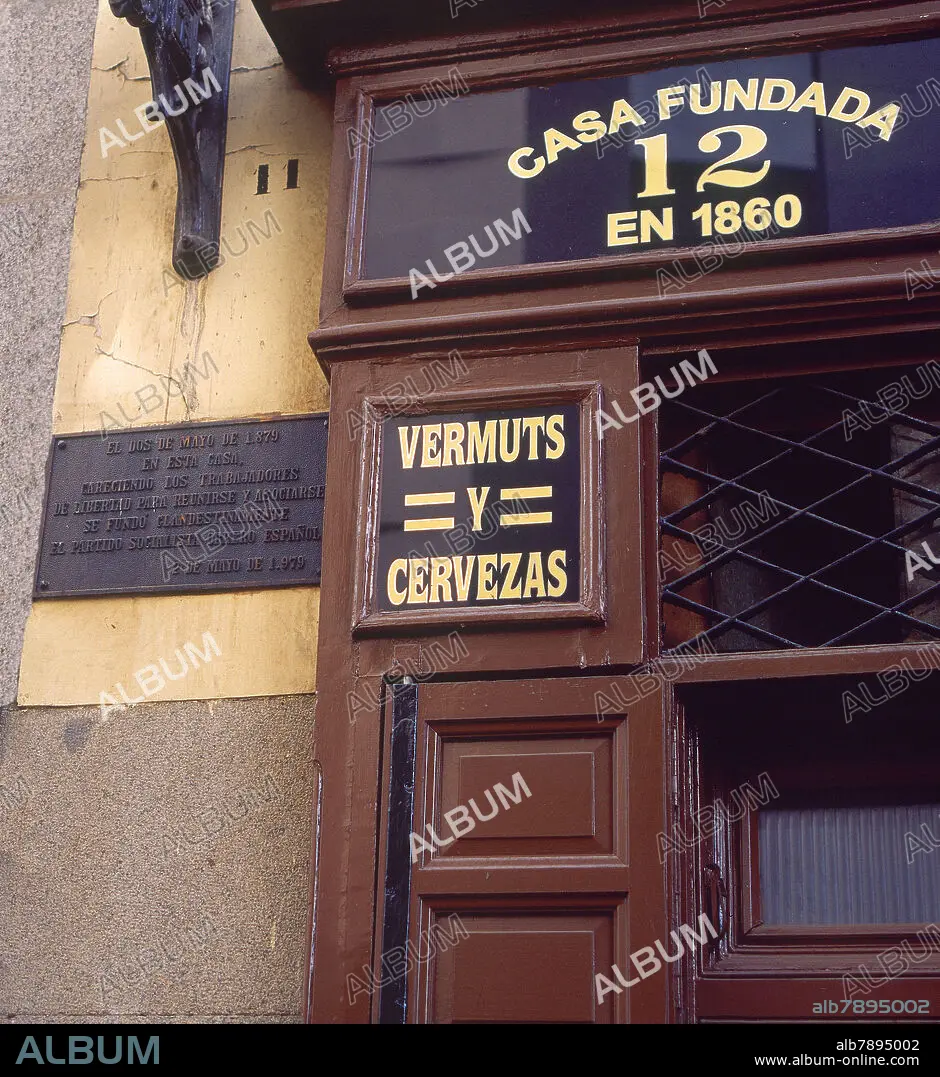 CASA FUNDADA
12
EN 1860
11
VERMUTS
= Y =
CERVEZAS
EL DOS DE MAYO DE 1.879
EN ESTA CASA,
CARECIENDO LOS TRABAJADORES
DE LIBERTAD PARA REUNIRSE Y ASOCIARSE
SE FUNDÓ CLANDESTINAMENTE
EL PARTIDO SOCIALISTA OBRERO ESPAÑOL
2 DE MAYO DE 1.979
ALBUM
alb7895002
ALBUM
alb7895002
www.album-online.com